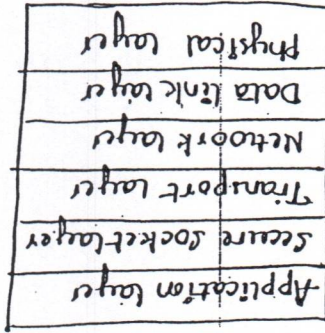 Application layer
Secure Socket layer
Transport layer
Network layer
Data link layer
Physical layer